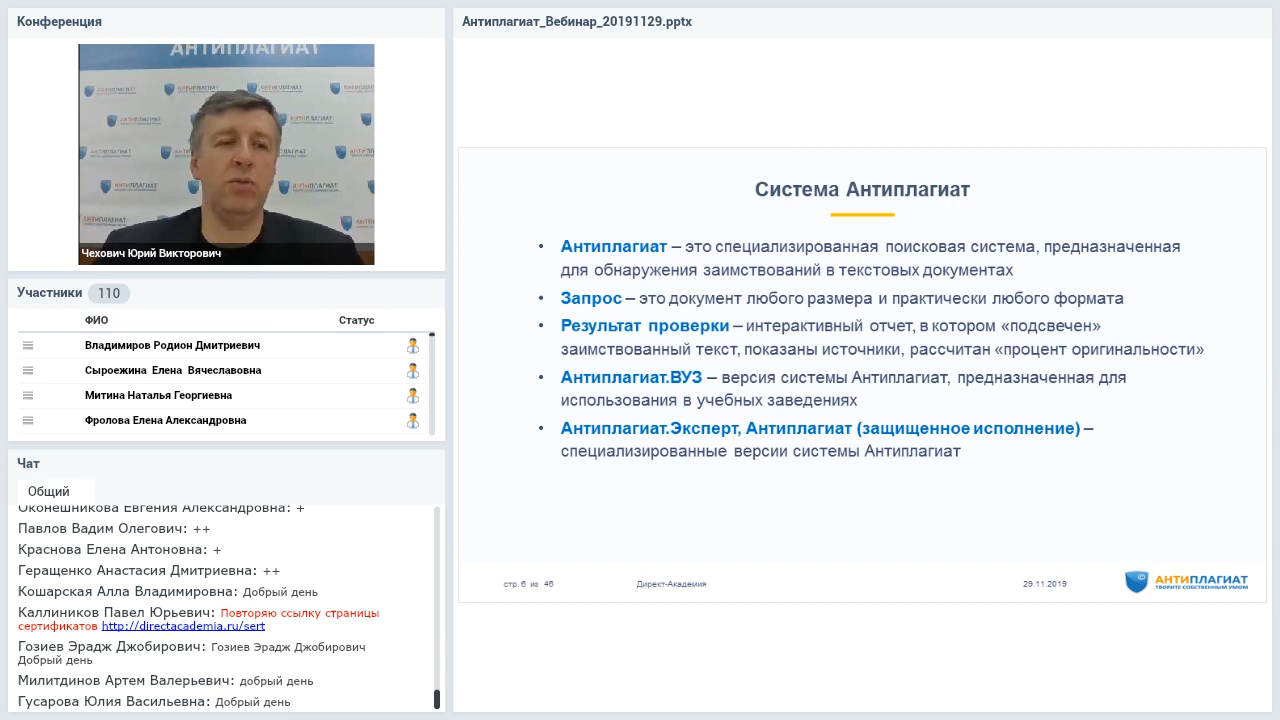 Конференция
АНТИПЛАГИАТ
Чехович Юрий Викторович
Участники 110
ФИО Статус
Владимиров Родион Дмитриевич
Сыроежина Елена Вячеславовна
Митина Наталья Георгиевна
Фролова Елена Александровна
Чат
Общий
Оконешникова Евгения Александровна: +
Павлов Вадим Олегович: ++
Краснова Елена Антоновна: +
Геращенко Анастасия Дмитриевна: ++
Кошарская Алла Владимировна: Добрый день
Каллиников Павел Юрьевич: Повторяю ссылку страницы
сертификатов http://directacademia.ru/sert
Гозиев Эрадж Джобирович: Гозиев Эрадж Джобирович
Добрый день
Милитдинов Артем Валерьевич: добрый день
Гусарова Юлия Васильевна: Добрый день
Антиплагиат_Вебинар_20191129.pptx
Система Антиплагиат
• Антиплагиат – это специализированная поисковая система, предназначенная
для обнаружения заимствований в текстовых документах
• Запрос – это документ любого размера и практически любого формата
• Результат проверки – интерактивный отчет, в котором «подсвечен»
заимствованный текст, показаны источники, рассчитан «процент оригинальности»
• Антиплагиат.ВУЗ – версия системы Антиплагиат, предназначенная для
использования в учебных заведениях
• Антиплагиат.Эксперт, Антиплагиат (защищенное исполнение) –
специализированные версии системы Антиплагиат
стр. 6 из 46 Директ-Академия 29.11.2019
АНТИПЛАГИАТ
ТВОРИТЕ СОБСТВЕННЫМ УМОМ